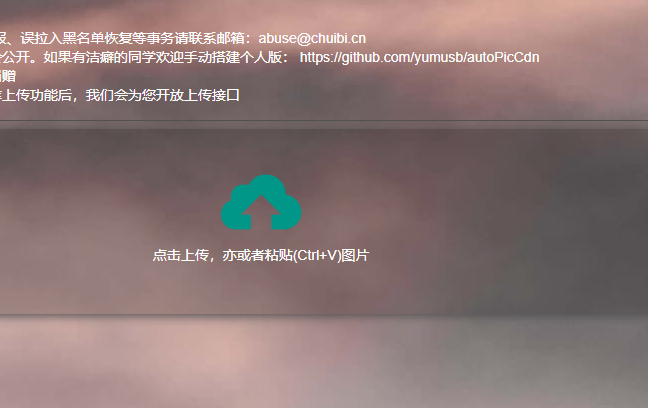 、误拉入黑名单恢复等事务请联系邮箱：abuse@chuibi.cn
公开。如果有洁癖的同学欢迎手动搭建个人版： https://github.com/yumusb/autoPicCdn
赠
上传功能后，我们会为您开放上传接口
点击上传，亦或者粘贴(Ctrl+V)图片